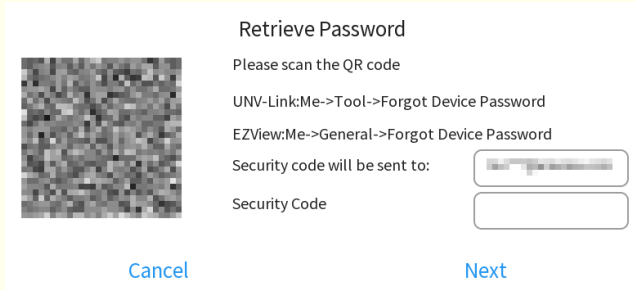 Retrieve Password
Please scan the QR code
UNV-Link:Me->Tool->Forgot Device Password
EZView:Me->General->Forgot Device Password
Security code will be sent to:
Security Code
Cancel Next